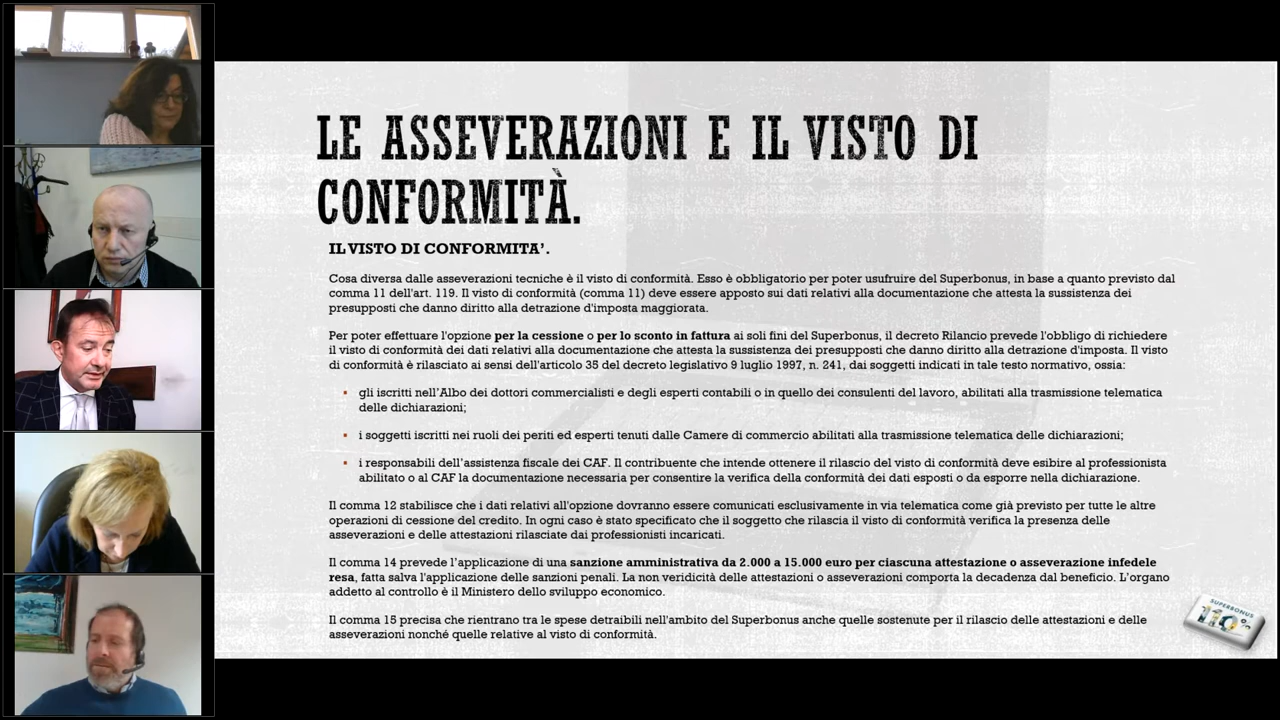 LE ASSEVERAZIONI E IL VISTO DI
CONFORMITÀ.
IL VISTO DI CONFORMITA’.
Cosa diversa dalle asseverazioni tecniche è il visto di conformità. Esso è obbligatorio per poter usufruire del Superbonus, in base a quanto previsto dal
comma 11 dell'art. 119. Il visto di conformità (comma 11) deve essere apposto sui dati relativi alla documentazione che attesta la sussistenza dei
presupposti che danno diritto alla detrazione d'imposta maggiorata.
Per poter effettuare l'opzione per la cessione o per lo sconto in fattura ai soli fini del Superbonus, il decreto Rilancio prevede l'obbligo di richiedere
il visto di conformità dei dati relativi alla documentazione che attesta la sussistenza dei presupposti che danno diritto alla detrazione d'imposta. Il visto
di conformità è rilasciato ai sensi dell'articolo 35 del decreto legislativo 9 luglio 1997, n. 241, dai soggetti indicati in tale testo normativo, ossia:
▪ gli iscritti nell’Albo dei dottori commercialisti e degli esperti contabili o in quello dei consulenti del lavoro, abilitati alla trasmissione telematica
delle dichiarazioni;
▪ i soggetti iscritti nei ruoli dei periti ed esperti tenuti dalle Camere di commercio abilitati alla trasmissione telematica delle dichiarazioni;
▪ i responsabili dell’assistenza fiscale dei CAF. Il contribuente che intende ottenere il rilascio del visto di conformità deve esibire al professionista
abilitato o al CAF la documentazione necessaria per consentire la verifica della conformità dei dati esposti o da esporre nella dichiarazione.
Il comma 12 stabilisce che i dati relativi all'opzione dovranno essere comunicati esclusivamente in via telematica come già previsto per tutte le altre
operazioni di cessione del credito. In ogni caso è stato specificato che il soggetto che rilascia il visto di conformità verifica la presenza delle
asseverazioni e delle attestazioni rilasciate dai professionisti incaricati.
Il comma 14 prevede l’applicazione di una sanzione amministrativa da 2.000 a 15.000 euro per ciascuna attestazione o asseverazione infedele
resa, fatta salva l'applicazione delle sanzioni penali. La non veridicità delle attestazioni o asseverazioni comporta la decadenza dal beneficio. L’organo
addetto al controllo è il Ministero dello sviluppo economico.
Il comma 15 precisa che rientrano tra le spese detraibili nell'ambito del Superbonus anche quelle sostenute per il rilascio delle attestazioni e delle
asseverazioni nonché quelle relative al visto di conformità.
SUPERBONUS
110%